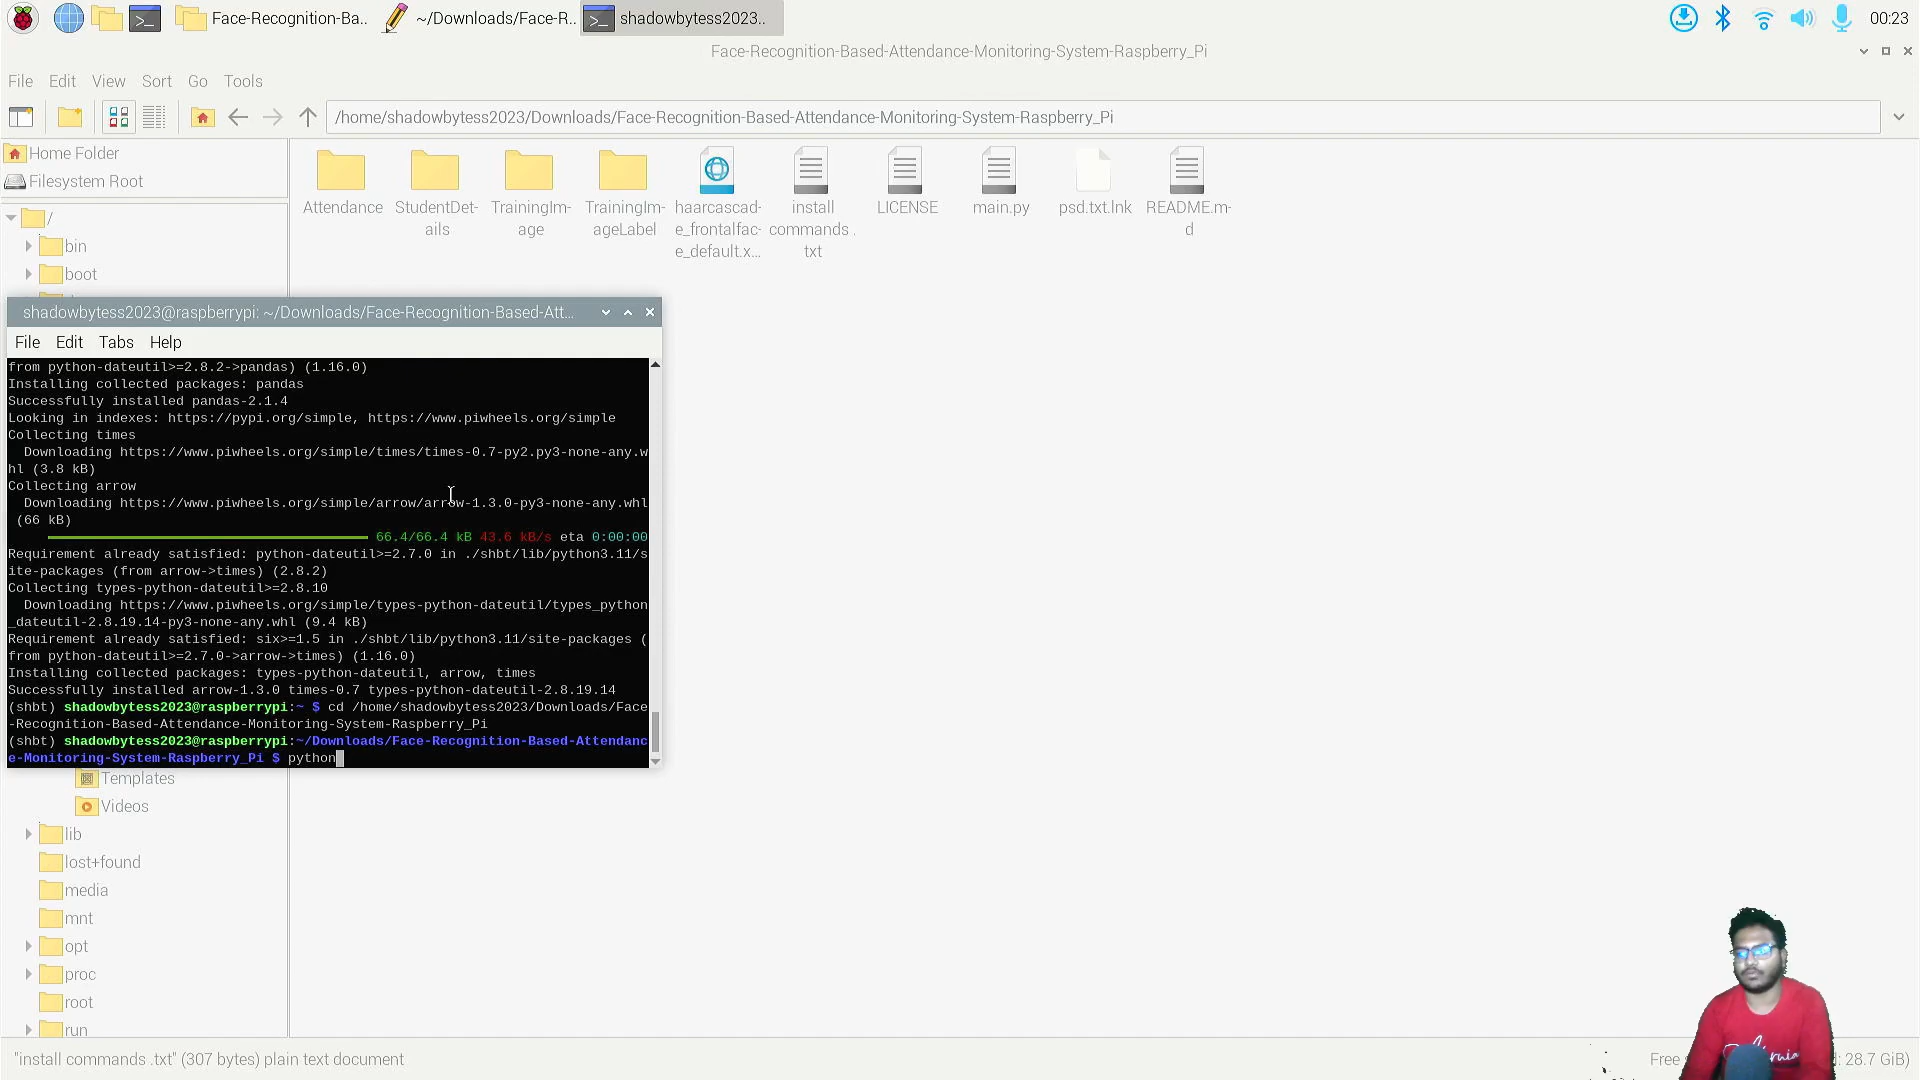 Face-Recognition-Ba..
~/Downloads/Face-R..
shadowbytess2023..
00:23
Face-Recognition-Based-Attendance-Monitoring-System-Raspberry_Pi
File Edit View Sort Go Tools
/home/shadowbytess2023/Downloads/Face-Recognition-Based-Attendance-Monitoring-System-Raspberry_Pi
Home Folder
Filesystem Root
/
bin
boot
Attendance
StudentDet-
ails
TrainingIm-
age
TrainingIm-
ageLabel
haarcascad-
e_frontalfac-
e_default.x...
install
commands .
txt
LICENSE
main.py
psd.txt.lnk
README.m-
d
shadowbytess2023@raspberrypi: ~/Downloads/Face-Recognition-Based-Att...
File Edit Tabs Help
from python-dateutil>=2.8.2->pandas) (1.16.0)
Installing collected packages: pandas
Successfully installed pandas-2.1.4
Looking in indexes: https://pypi.org/simple, https://www.piwheels.org/simple
Collecting times
Downloading https://www.piwheels.org/simple/times/times-0.7-py2.py3-none-any.w
hl (3.8 kB)
Collecting arrow
Downloading https://www.piwheels.org/simple/arrow/arrow-1.3.0-py3-none-any.whl
(66 kB)
66.4/66.4 kB 43.6 kB/s eta 0:00:00
Requirement already satisfied: python-dateutil>=2.7.0 in ./shbt/lib/python3.11/s
ite-packages (from arrow->times) (2.8.2)
Collecting types-python-dateutil>=2.8.10
Downloading https://www.piwheels.org/simple/types-python-dateutil/types_python
_dateutil-2.8.19.14-py3-none-any.whl (9.4 kB)
Requirement already satisfied: six>=1.5 in ./shbt/lib/python3.11/site-packages (
from python-dateutil>=2.7.0->arrow->times) (1.16.0)
Installing collected packages: types-python-dateutil, arrow, times
Successfully installed arrow-1.3.0 times-0.7 types-python-dateutil-2.8.19.14
(shbt) shadowbytess2023@raspberrypi:~ $ cd /home/shadowbytess2023/Downloads/Face
-Recognition-Based-Attendance-Monitoring-System-Raspberry_Pi
(shbt) shadowbytess2023@raspberrypi:~/Downloads/Face-Recognition-Based-Attendanc
e-Monitoring-System-Raspberry_Pi $ python
Templates
Videos
lib
lost+found
media
mnt
opt
proc
root
run
"install commands .txt" (307 bytes) plain text document
Free
28.7 GiB)